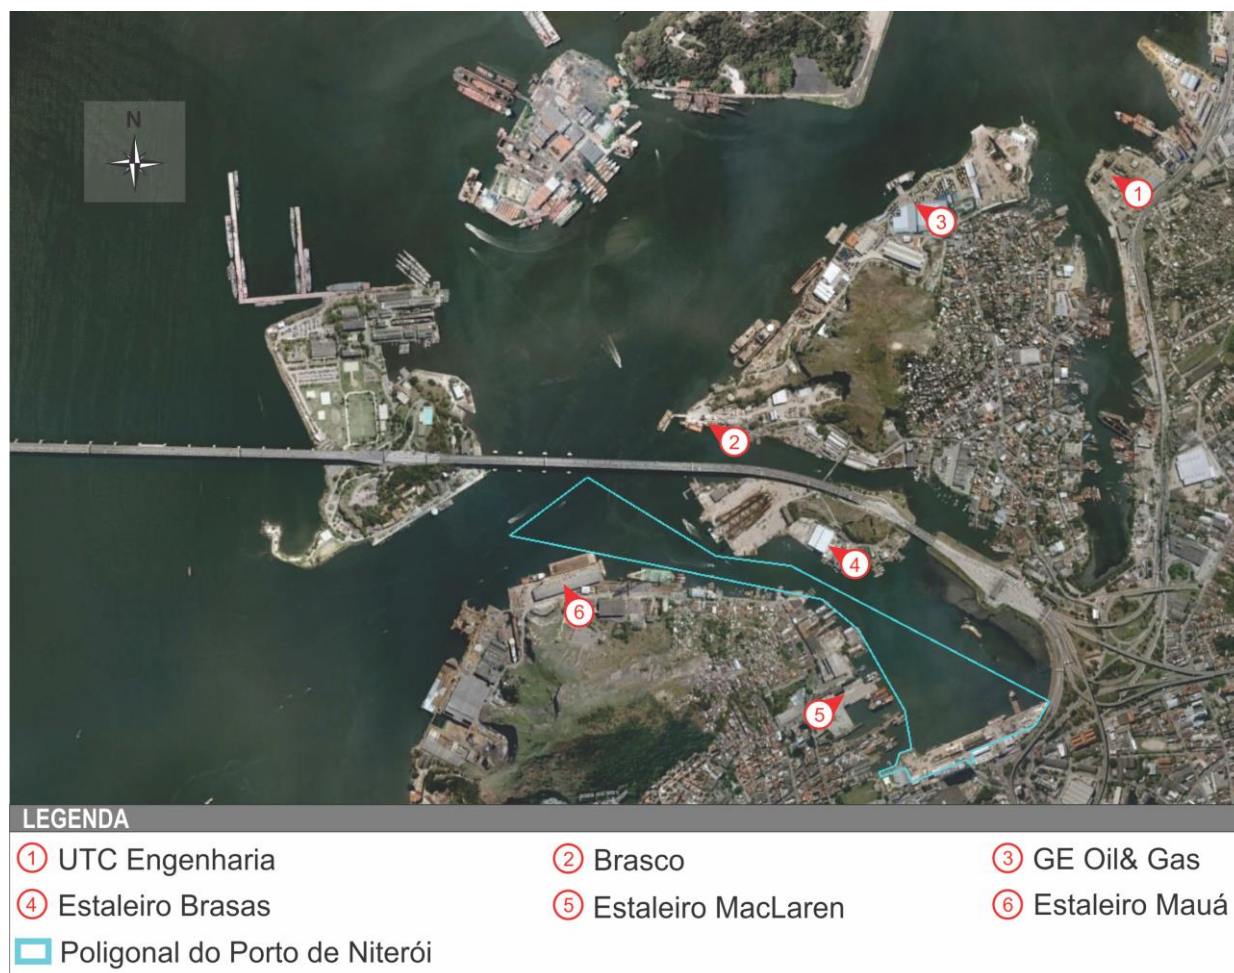 N
1
3
2
4
6
5
LEGENDA
1 UTC Engenharia
2 Brasco
3 GE Oil& Gas
4 Estaleiro Brasas
5 Estaleiro MacLaren
6 Estaleiro Mauá
Poligonal do Porto de Niterói